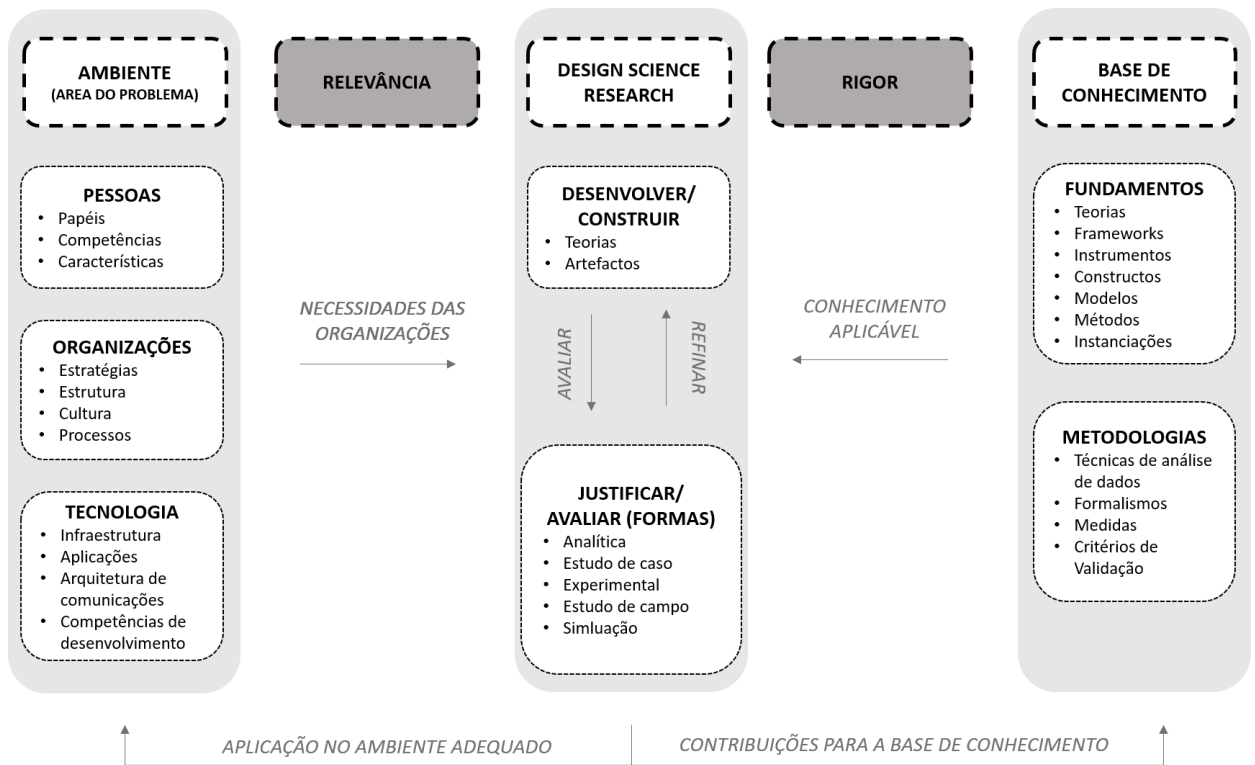 AMBIENTE
(AREA DO PROBLEMA)
RELEVÂNCIA
DESIGN SCIENCE
RESEARCH
RIGOR
BASE DE
CONHECIMENTO
PESSOAS
• Papéis
• Competências
• Características
ORGANIZAÇÕES
• Estratégias
• Estrutura
• Cultura
• Processos
TECNOLOGIA
• Infraestrutura
• Aplicações
• Arquitetura de
comunicações
• Competências de
desenvolvimento
NECESSIDADES DAS
ORGANIZAÇÕES
DESENVOLVER/
CONSTRUIR
• Teorias
• Artefactos
AVALIAR
REFINAR
JUSTIFICAR/
AVALIAR (FORMAS)
• Analítica
• Estudo de caso
• Experimental
• Estudo de campo
• Simluação
CONHECIMENTO
APLICÁVEL
FUNDAMENTOS
• Teorias
• Frameworks
• Instrumentos
• Constructos
• Modelos
• Métodos
• Instanciações
METODOLOGIAS
• Técnicas de análise
de dados
• Formalismos
• Medidas
• Critérios de
Validação
APLICAÇÃO NO AMBIENTE ADEQUADO
CONTRIBUIÇÕES PARA A BASE DE CONHECIMENTO